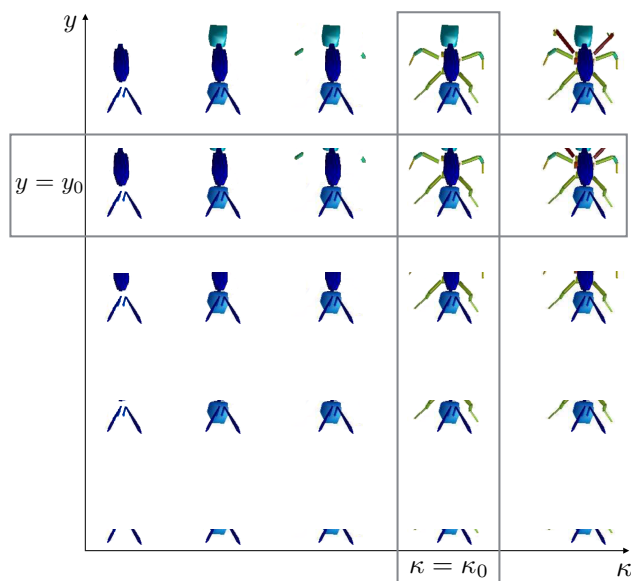 y
y = y₀
κ = κ₀
κ